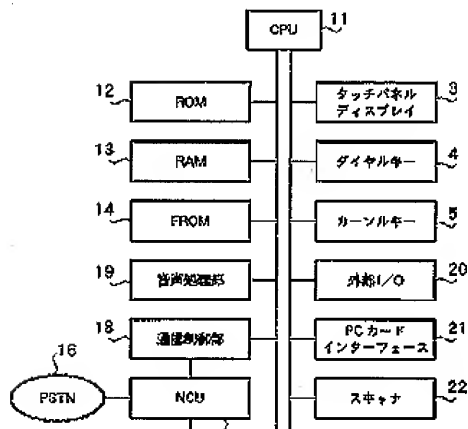 CPU
11
12
ROM
タッチパネル
ディスプレイ
3
13
RAM
ダイヤルキー
4
14
FROM
カーソルキー
5
19
音声処理部
外部I/O
20
18
通信制御部
PCカード
インターフェース
21
16
PSTN
NCU
スキャナ
22